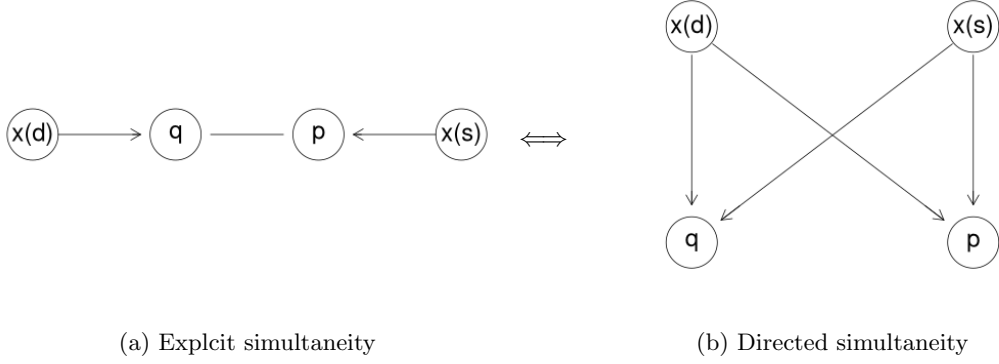 x(d) x(s)
x(d) q p x(s) ⟺
q p
(a) Explcit simultaneity (b) Directed simultaneity